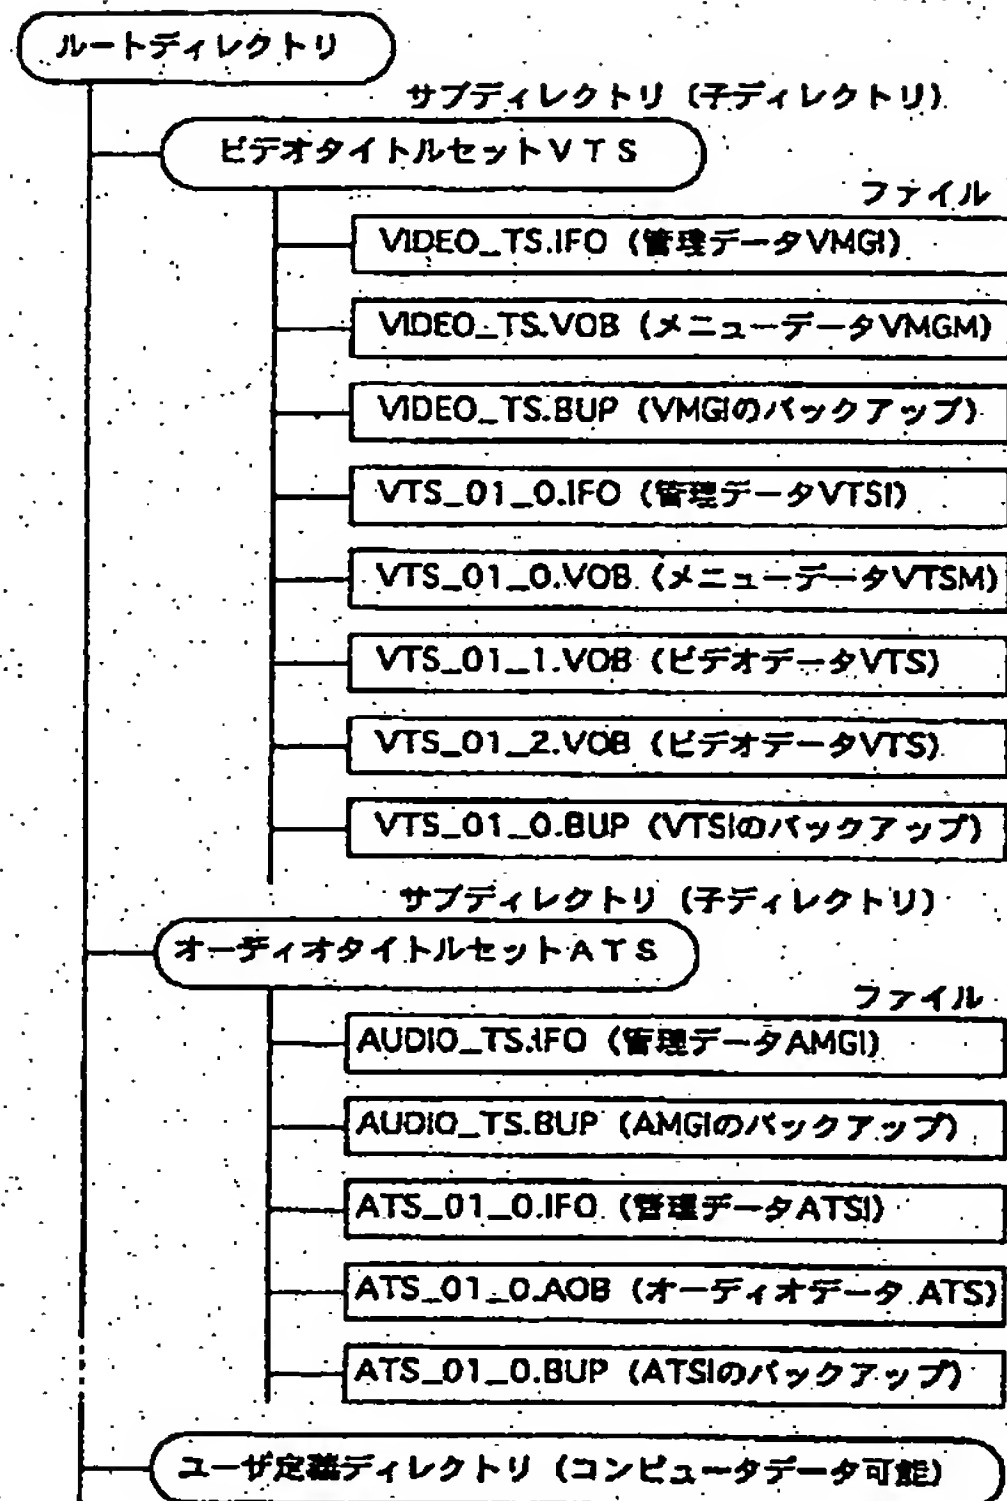 ルートディレクトリ
サブディレクトリ (子ディレクトリ)
ビデオタイトルセットVTS
ファイル
VIDEO_TS.IFO (管理データVMGI)
VIDEO_TS.VOB (メニューデータVMGM)
VIDEO_TS.BUP (VMGIのバックアップ)
VTS_01_0.IFO (管理データVTSI)
VTS_01_0.VOB (メニューデータVTSM)
VTS_01_1.VOB (ビデオデータVTS)
VTS_01_2.VOB (ビデオデータVTS)
VTS_01_0.BUP (VTSIのバックアップ)
サブディレクトリ (子ディレクトリ)
オーディオタイトルセットATS
ファイル
AUDIO_TS.IFO (管理データAMGI)
AUDIO_TS.BUP (AMGIのバックアップ)
ATS_01_0.IFO (管理データATSI)
ATS_01_0.AOB (オーディオデータ ATS)
ATS_01_0.BUP (ATSIのバックアップ)
ユーザ定義ディレクトリ (コンピュータデータ可能)